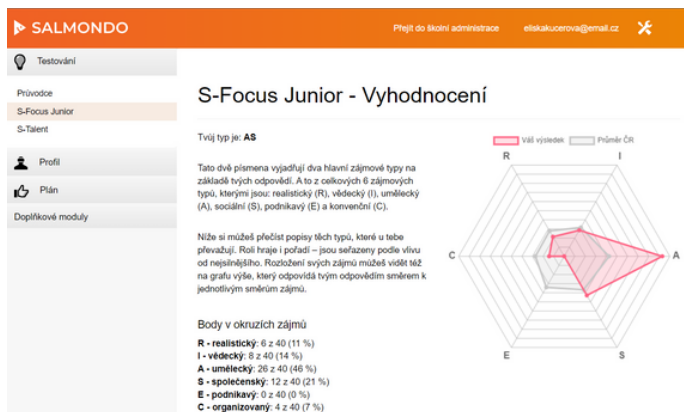 SALMONDO
Přejít do školní administrace
eliskakucerova@email.cz
Testování
Průvodce
S-Focus Junior
S-Talent
Profil
Plán
Doplňkové moduly
S-Focus Junior - Vyhodnocení
Tvůj typ je: AS
Tato dvě písmena vyjadřují dva hlavní zájmové typy na
základě tvých odpovědí. A to z celkových 6 zájmových
typů, kterými jsou: realistický (R), vědecký (I), umělecký
(A), sociální (S), podnikavý (E) a konvenční (C).
Níže si můžeš přečíst popisy těch typů, které u tebe
převažují. Roli hraje i pořadí – jsou seřazeny podle vlivu
od nejsilnějšího. Rozložení svých zájmů můžeš vidět též
na grafu výše, který odpovídá tvým odpovědím směrem k
jednotlivým směrům zájmů.
Body v okruzích zájmů
R - realistický: 6 z 40 (11 %)
I - vědecký: 8 z 40 (14 %)
A - umělecký: 26 z 40 (46 %)
S - společenský: 12 z 40 (21 %)
E - podnikavý: 0 z 40 (0 %)
C - organizovaný: 4 z 40 (7 %)
Váš výsledek
Průměr ČR
R
I
C
A
E
S